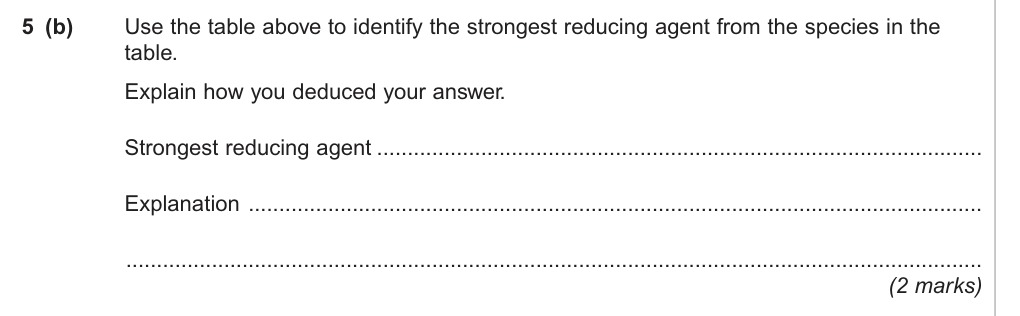 5 (b) Use the table above to identify the strongest reducing agent from the species in the
table.
Explain how you deduced your answer.
Strongest reducing agent ....................................................................................................
Explanation ..........................................................................................................................
..............................................................................................................................................
(2 marks)